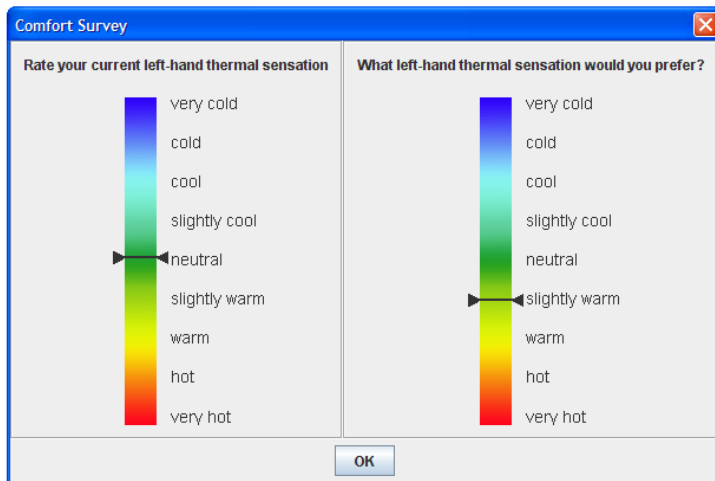 Comfort Survey
Rate your current left-hand thermal sensation
very cold
cold
cool
slightly cool
neutral
slightly warm
warm
hot
very hot
What left-hand thermal sensation would you prefer?
very cold
cold
cool
slightly cool
neutral
slightly warm
warm
hot
very hot
OK